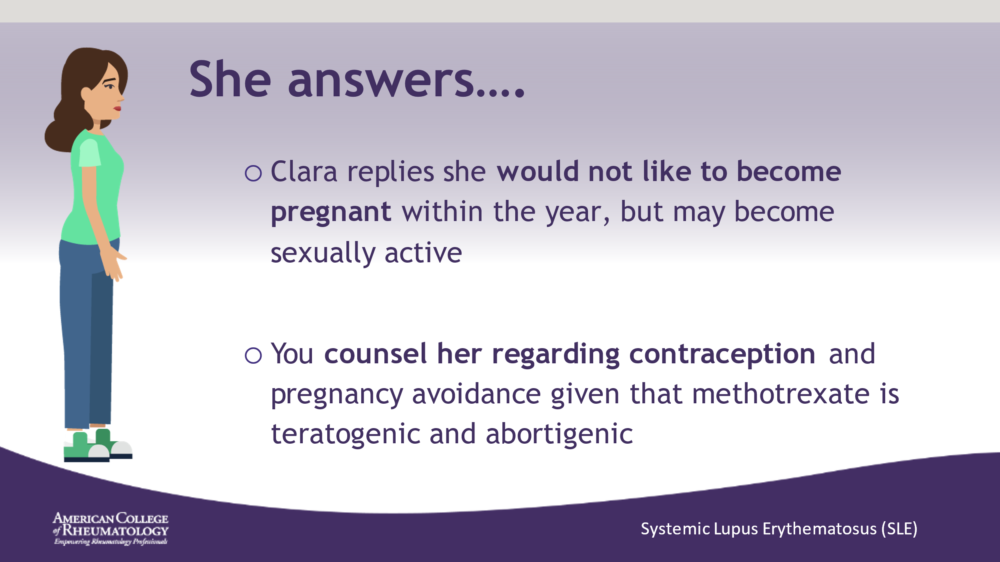 She answers....
○ Clara replies she would not like to become
pregnant within the year, but may become
sexually active
○ You counsel her regarding contraception and
pregnancy avoidance given that methotrexate is
teratogenic and abortigenic
AMERICAN COLLEGE
of RHEUMATOLOGY
Empowering Rheumatology Professionals
Systemic Lupus Erythematosus (SLE)